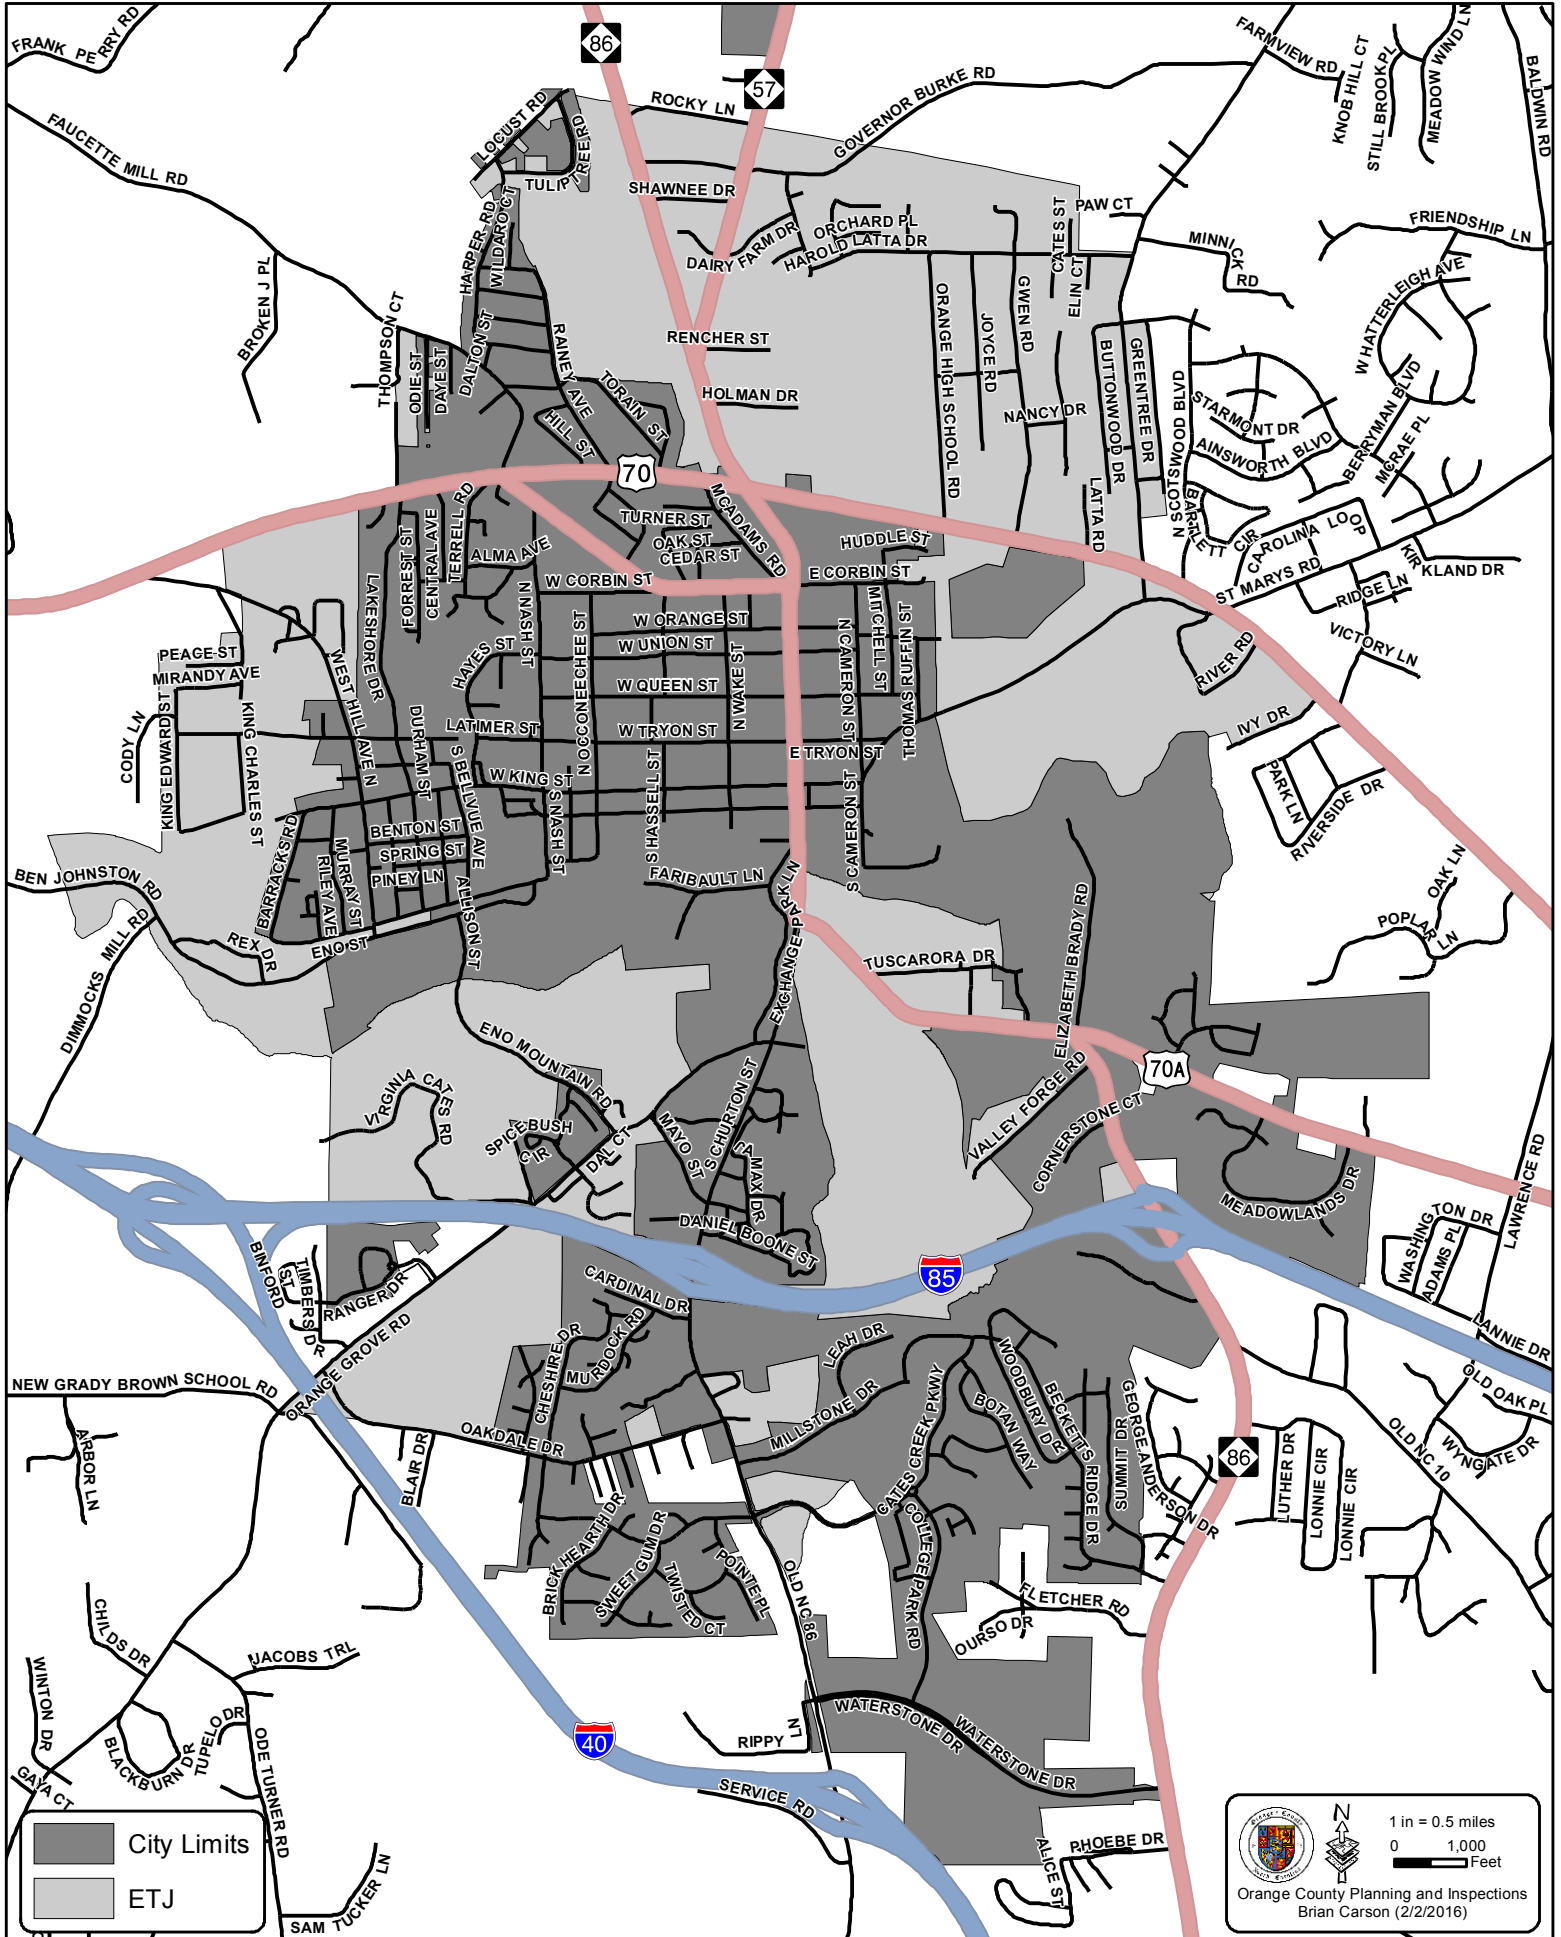 FRANK PERRY RD
86
57
ROCKY LN
GOVERNOR BURKE RD
FARMVIEW RD
KNOB HILL CT
STILL BROOK PL
MEADOW WIND LN
BALDWIN RD
FAUCETTE MILL RD
LOCUST RD
TULIP TREE RD
SHAWNEE DR
HARPER RD
WILDARO CT
DAIRY FARM DR
ORCHARD PL
HAROLD LATTA DR
CATES ST
PAW CT
ELIN CT
MINNICK RD
FRIENDSHIP LN
BROKEN J PL
THOMPSON CT
ODIE ST
DAYE ST
DALTON ST
RAINEY AVE
TORAIN ST
HILL ST
RENCHER ST
HOLMAN DR
ORANGE HIGH SCHOOL RD
JOYCE RD
GWEN RD
NANCY DR
BUTTONWOOD DR
GREENTREE DR
LATTA RD
N SCOTSWOOD BLVD
STARMONT DR
AINSWORTH BLVD
W HATTERLEIGH AVE
BERRYMAN BLVD
MCRAE PL
BARTLETT CIR
CAROLINA LOOP
ST MARYS RD
KIRKLAND DR
RIDGE LN
VICTORY LN
RIVER RD
IVY DR
70
TURNER ST
OAK ST
CEDAR ST
MCADAMS RD
HUDDLE ST
E CORBIN ST
W CORBIN ST
LAKESHORE DR
FORREST ST
CENTRAL AVE
TERRELL RD
ALMA AVE
N NASH ST
HAYES ST
N OCCONEECHEE ST
W ORANGE ST
W UNION ST
W QUEEN ST
N WAKE ST
W TRYON ST
E TRYON ST
N CAMERON ST
MITCHELL ST
THOMAS RUFFIN ST
PEACE ST
MIRANDY AVE
CODY LN
KING EDWARD ST
KING CHARLES ST
WEST HILL AVE N
DURHAM ST
LATIMER ST
S BELLVUE AVE
W KING ST
S NASH ST
S HASSELL ST
S CAMERON ST
BENTON ST
SPRING ST
PINEY LN
BARRACKS RD
RILEY AVE
MURRAY ST
ALLISON ST
FARIBAULT LN
EXCHANGE PARK LN
BEN JOHNSTON RD
DIMMOCKS MILL RD
REX DR
ENO ST
TUSCARORA DR
ELIZABETH BRADY RD
PARK LN
RIVERSIDE DR
OAK LN
POPLAR LN
ENO MOUNTAIN RD
VIRGINIA CATES RD
SPICEBUSH CIR
DAL CT
MAYO ST
S CHURTON ST
JA MAX DR
DANIEL BOONE ST
VALLEY FORGE RD
CORNERSTONE CT
70A
MEADOWLANDS DR
LAWRENCE RD
WASHINGTON DR
ADAMS PL
LANNIE DR
OLD OAK PL
WYNGATE DR
OLD NC 10
85
BINFORD ST
TIMBERS DR
RANGER DR
ORANGE GROVE RD
CARDINAL DR
CHESHIRE DR
MURDOCK RD
LEAH DR
MILLSTONE DR
CATES CREEK PKWY
WOODBURY DR
BOTAN WAY
BECKETTS RIDGE DR
SUMMIT DR
GEORGE ANDERSON DR
86
LUTHER DR
LONNIE CIR
LONNIE CIR
NEW GRADY BROWN SCHOOL RD
ARBOR LN
BLAIR DR
OAKDALE DR
BRICK HEARTH DR
SWEET GUM DR
TWISTED CT
POINTE PL
OLD NC 86
COLLEGE PARK RD
FLETCHER RD
OURSO DR
CHILDS DR
JACOBS TRL
WINTON DR
BLACKBURN DR
TUPELO DR
ODE TURNER RD
GAYA CT
SAM TUCKER LN
40
RIPPY LN
SERVICE RD
WATERSTONE DR
WATERSTONE DR
ALICE ST
PHOEBE DR
City Limits
ETJ
N
1 in = 0.5 miles
0 1,000
Feet
Orange County Planning and Inspections
Brian Carson (2/2/2016)